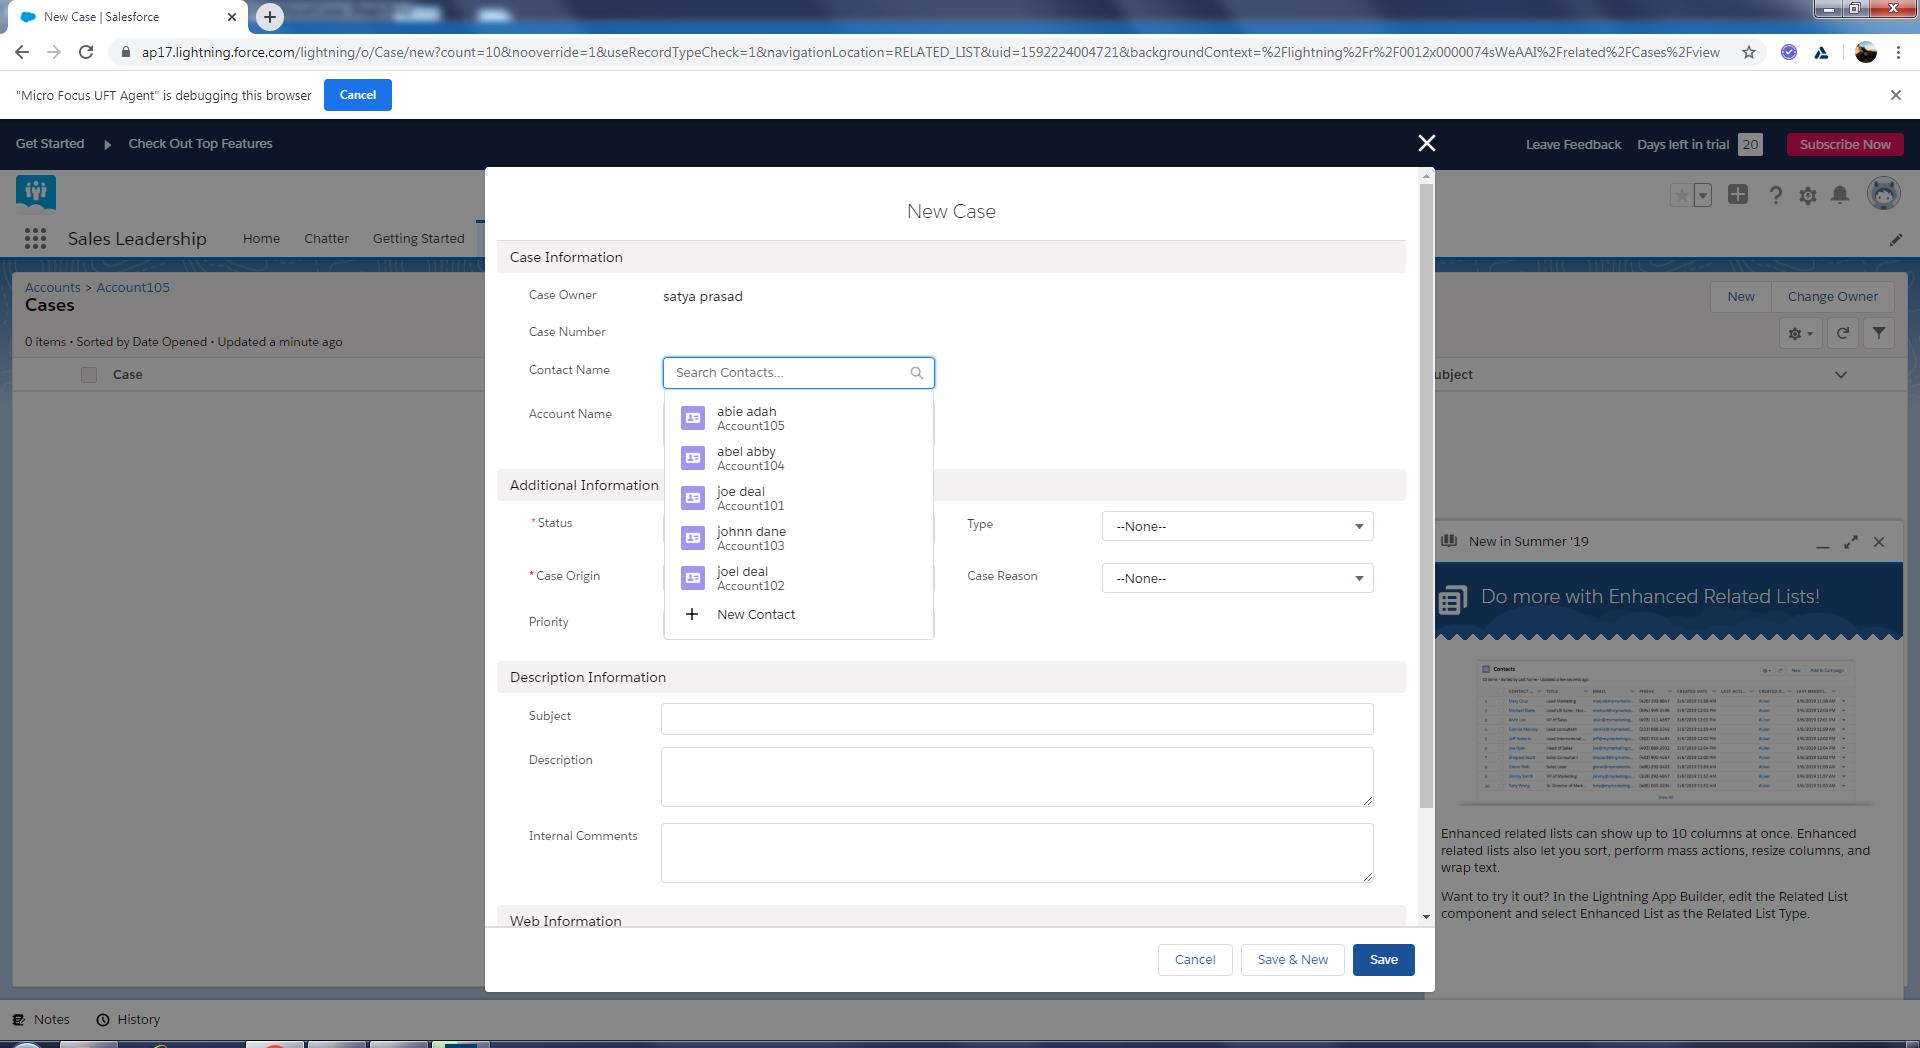 New Case | Salesforce
ap17.lightning.force.com/lightning/o/Case/new?count=10&nooverride=1&useRecordTypeCheck=1&navigationLocation=RELATED_LIST&uid=1592224004721&backgroundContext=%2Flightning%2Fr%2F0012x0000074sWeAAI%2Frelated%2FCases%2Fview
"Micro Focus UFT Agent" is debugging this browser
Cancel
Get Started
Check Out Top Features
Leave Feedback
Days left in trial 20
Subscribe Now
Sales Leadership
Home
Chatter
Getting Started
Accounts > Account105
Cases
0 items • Sorted by Date Opened • Updated a minute ago
New
Change Owner
Case
ubject
New Case
Case Information
Case Owner
satya prasad
Case Number
Contact Name
Search Contacts...
Account Name
abie adah
Account105
abel abby
Account104
joe deal
Account101
johnn dane
Account103
joel deal
Account102
New Contact
Additional Information
*Status
Type
--None--
*Case Origin
Case Reason
--None--
Priority
Description Information
Subject
Description
Internal Comments
Web Information
Cancel
Save & New
Save
New in Summer '19
Do more with Enhanced Related Lists!
Contacts
Enhanced related lists can show up to 10 columns at once. Enhanced
related lists also let you sort, perform mass actions, resize columns, and
wrap text.
Want to try it out? In the Lightning App Builder, edit the Related List
component and select Enhanced List as the Related List Type.
Notes
History